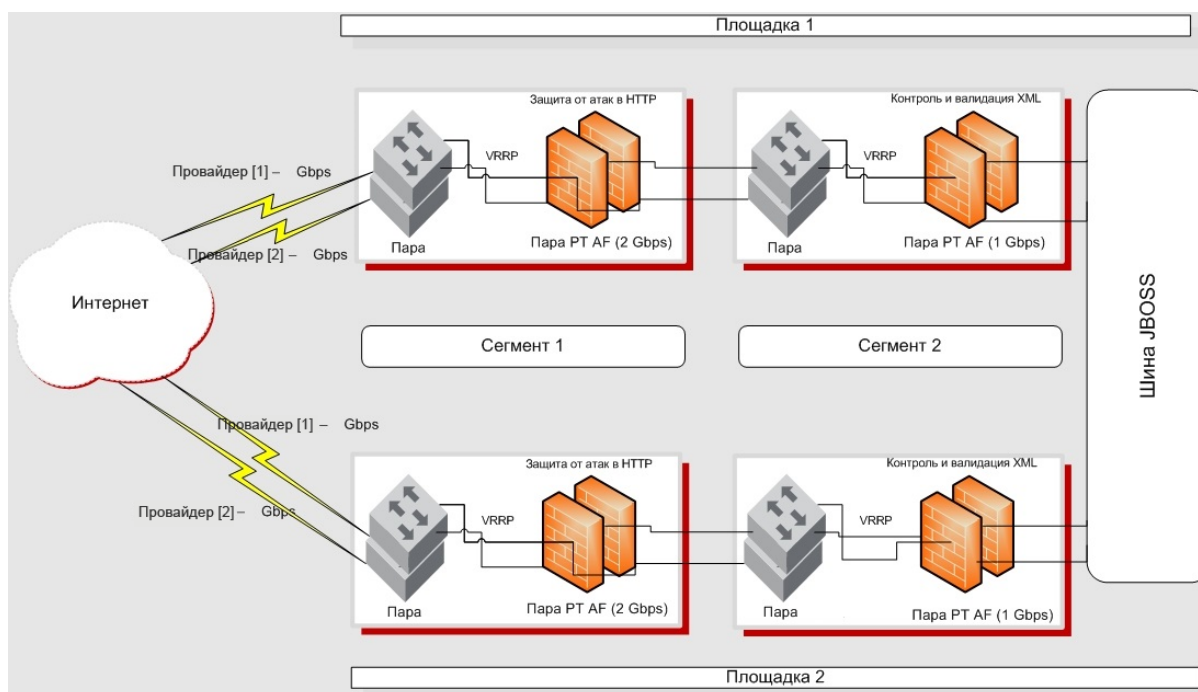 Площадка 1
Защита от атак в HTTP
Контроль и валидация XML
Провайдер [1] – Gbps
VRRP
VRRP
Провайдер [2] – Gbps
Пара
Пара PT AF (2 Gbps)
Пара
Пара PT AF (1 Gbps)
Интернет
Сегмент 1
Сегмент 2
Шина JBOSS
Провайдер [1] – Gbps
Защита от атак в HTTP
Контроль и валидация XML
Провайдер [2] – Gbps
VRRP
VRRP
Пара
Пара PT AF (2 Gbps)
Пара
Пара PT AF (1 Gbps)
Площадка 2